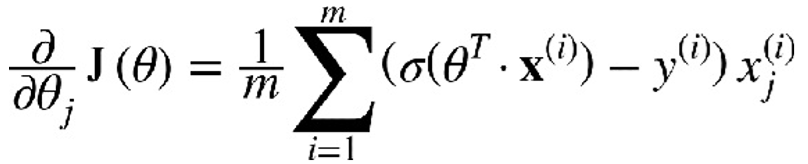 ∂/∂θ_j J(θ) = 1/m ∑_{i=1}^{m} (σ(θ^T · x^(i)) − y^(i)) x_j^(i)